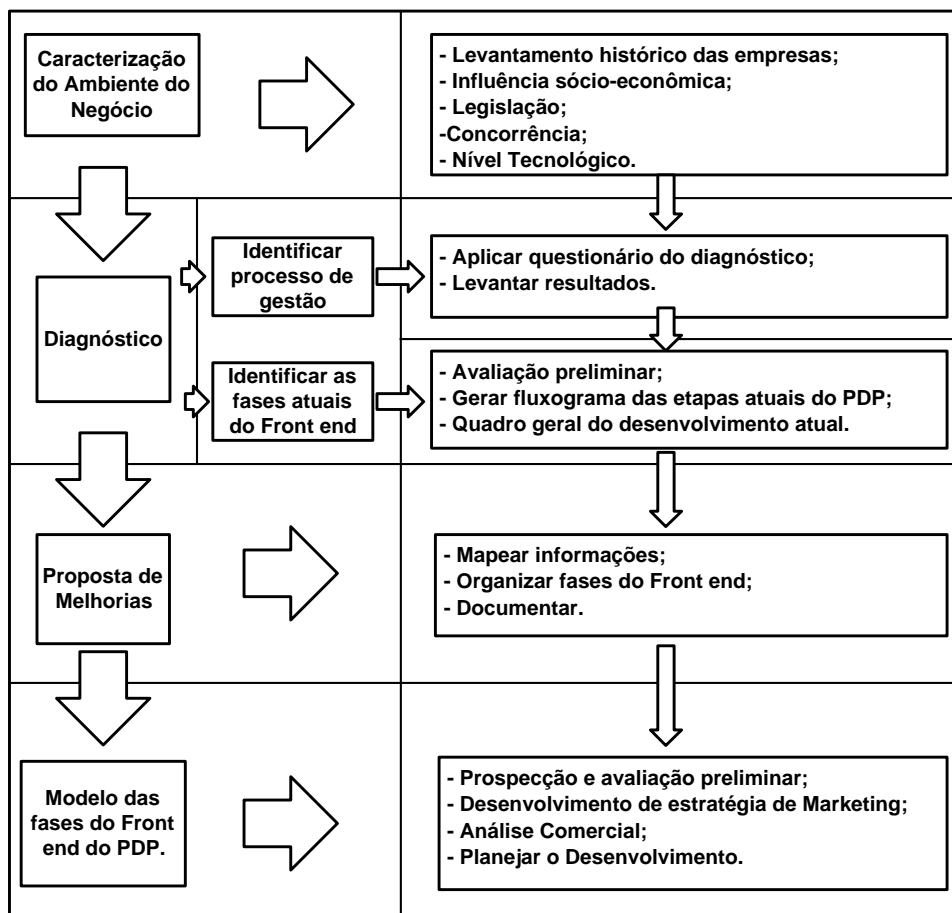 Caracterização
do Ambiente do
Negócio
- Levantamento histórico das empresas;
- Influência sócio-econômica;
- Legislação;
-Concorrência;
- Nível Tecnológico.
Diagnóstico
Identificar
processo de
gestão
- Aplicar questionário do diagnóstico;
- Levantar resultados.
Identificar as
fases atuais
do Front end
- Avaliação preliminar;
- Gerar fluxograma das etapas atuais do PDP;
- Quadro geral do desenvolvimento atual.
Proposta de
Melhorias
- Mapear informações;
- Organizar fases do Front end;
- Documentar.
Modelo das
fases do Front
end do PDP.
- Prospecção e avaliação preliminar;
- Desenvolvimento de estratégia de Marketing;
- Análise Comercial;
- Planejar o Desenvolvimento.